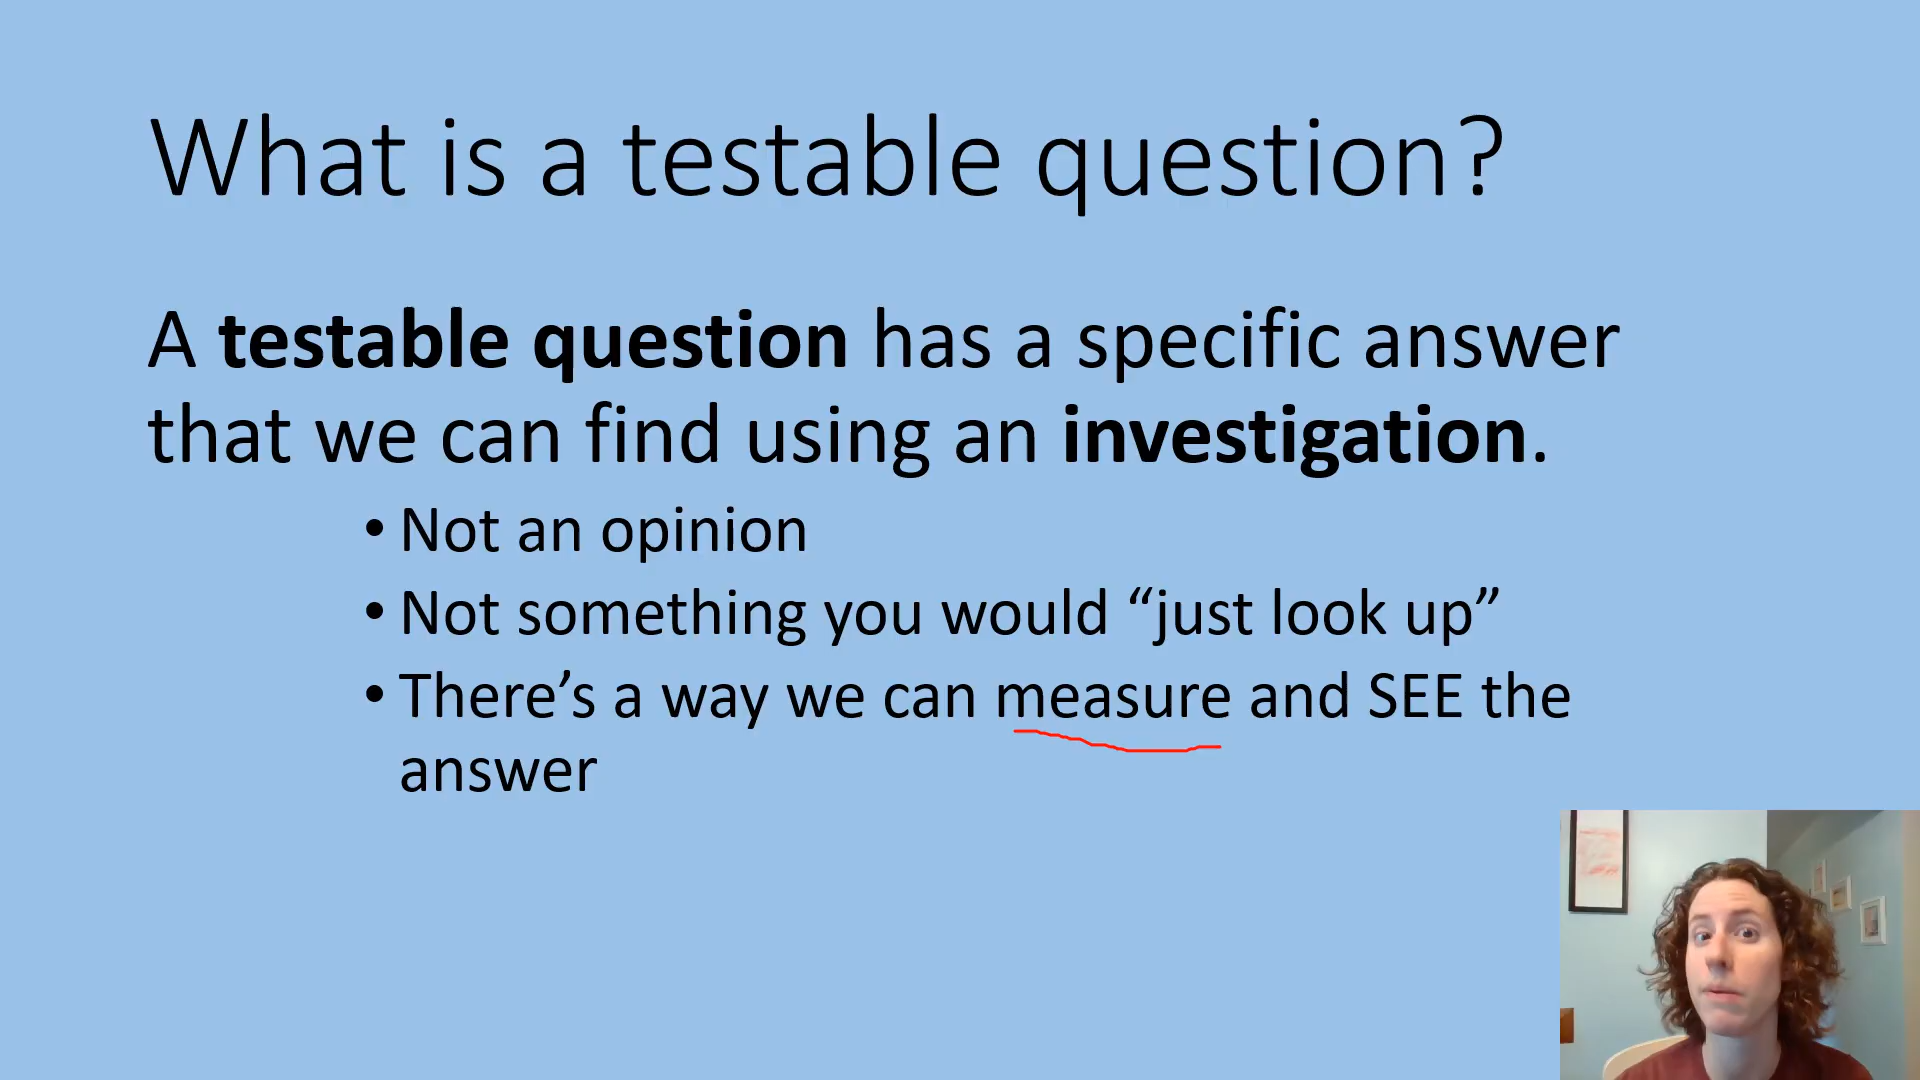 What is a testable question?
A testable question has a specific answer
that we can find using an investigation.
• Not an opinion
• Not something you would “just look up”
• There’s a way we can measure and SEE the
answer